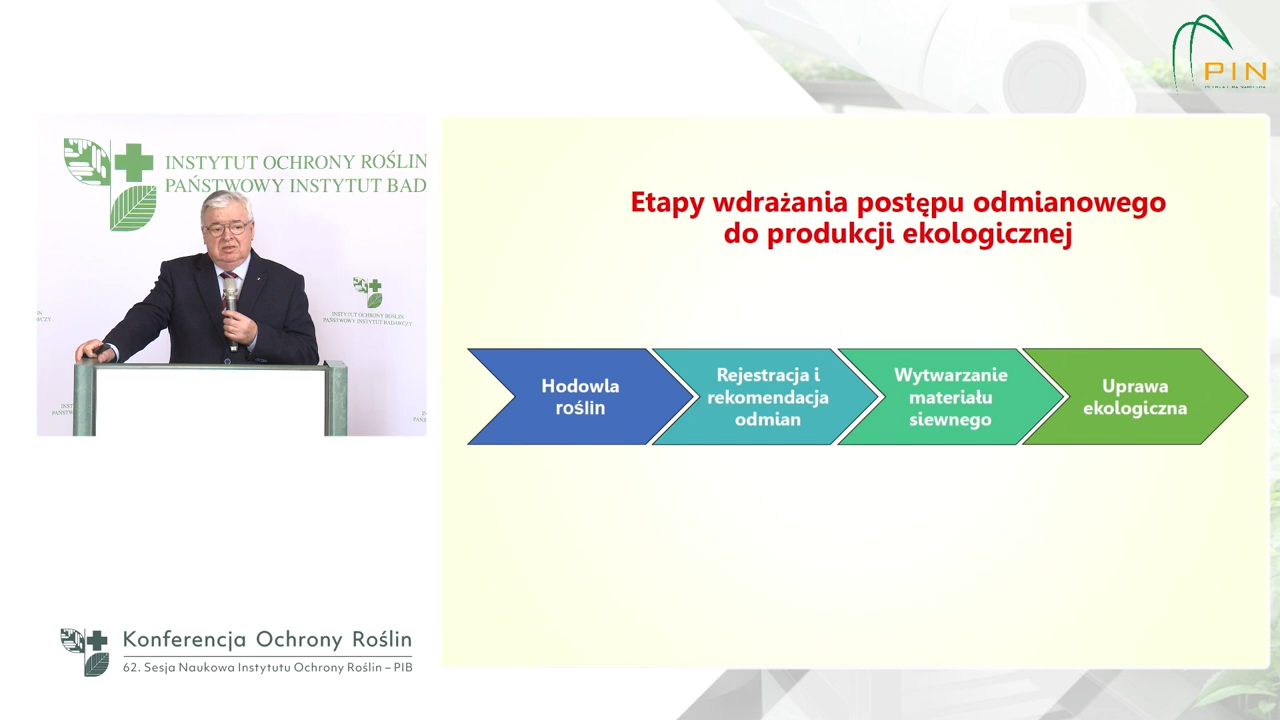 PIN
INSTYTUT OCHRONY ROŚLIN
PAŃSTWOWY INSTYTUT BAD
INSTYTUT OCHRONY ROŚLIN
PAŃSTWOWY INSTYTUT BADAWCZY
Etapy wdrażania postępu odmianowego
do produkcji ekologicznej
Hodowla
roślin
Rejestracja i
rekomendacja
odmian
Wytwarzanie
materiału
siewnego
Uprawa
ekologiczna
Konferencja Ochrony Roślin
62. Sesja Naukowa Instytutu Ochrony Roślin – PIB